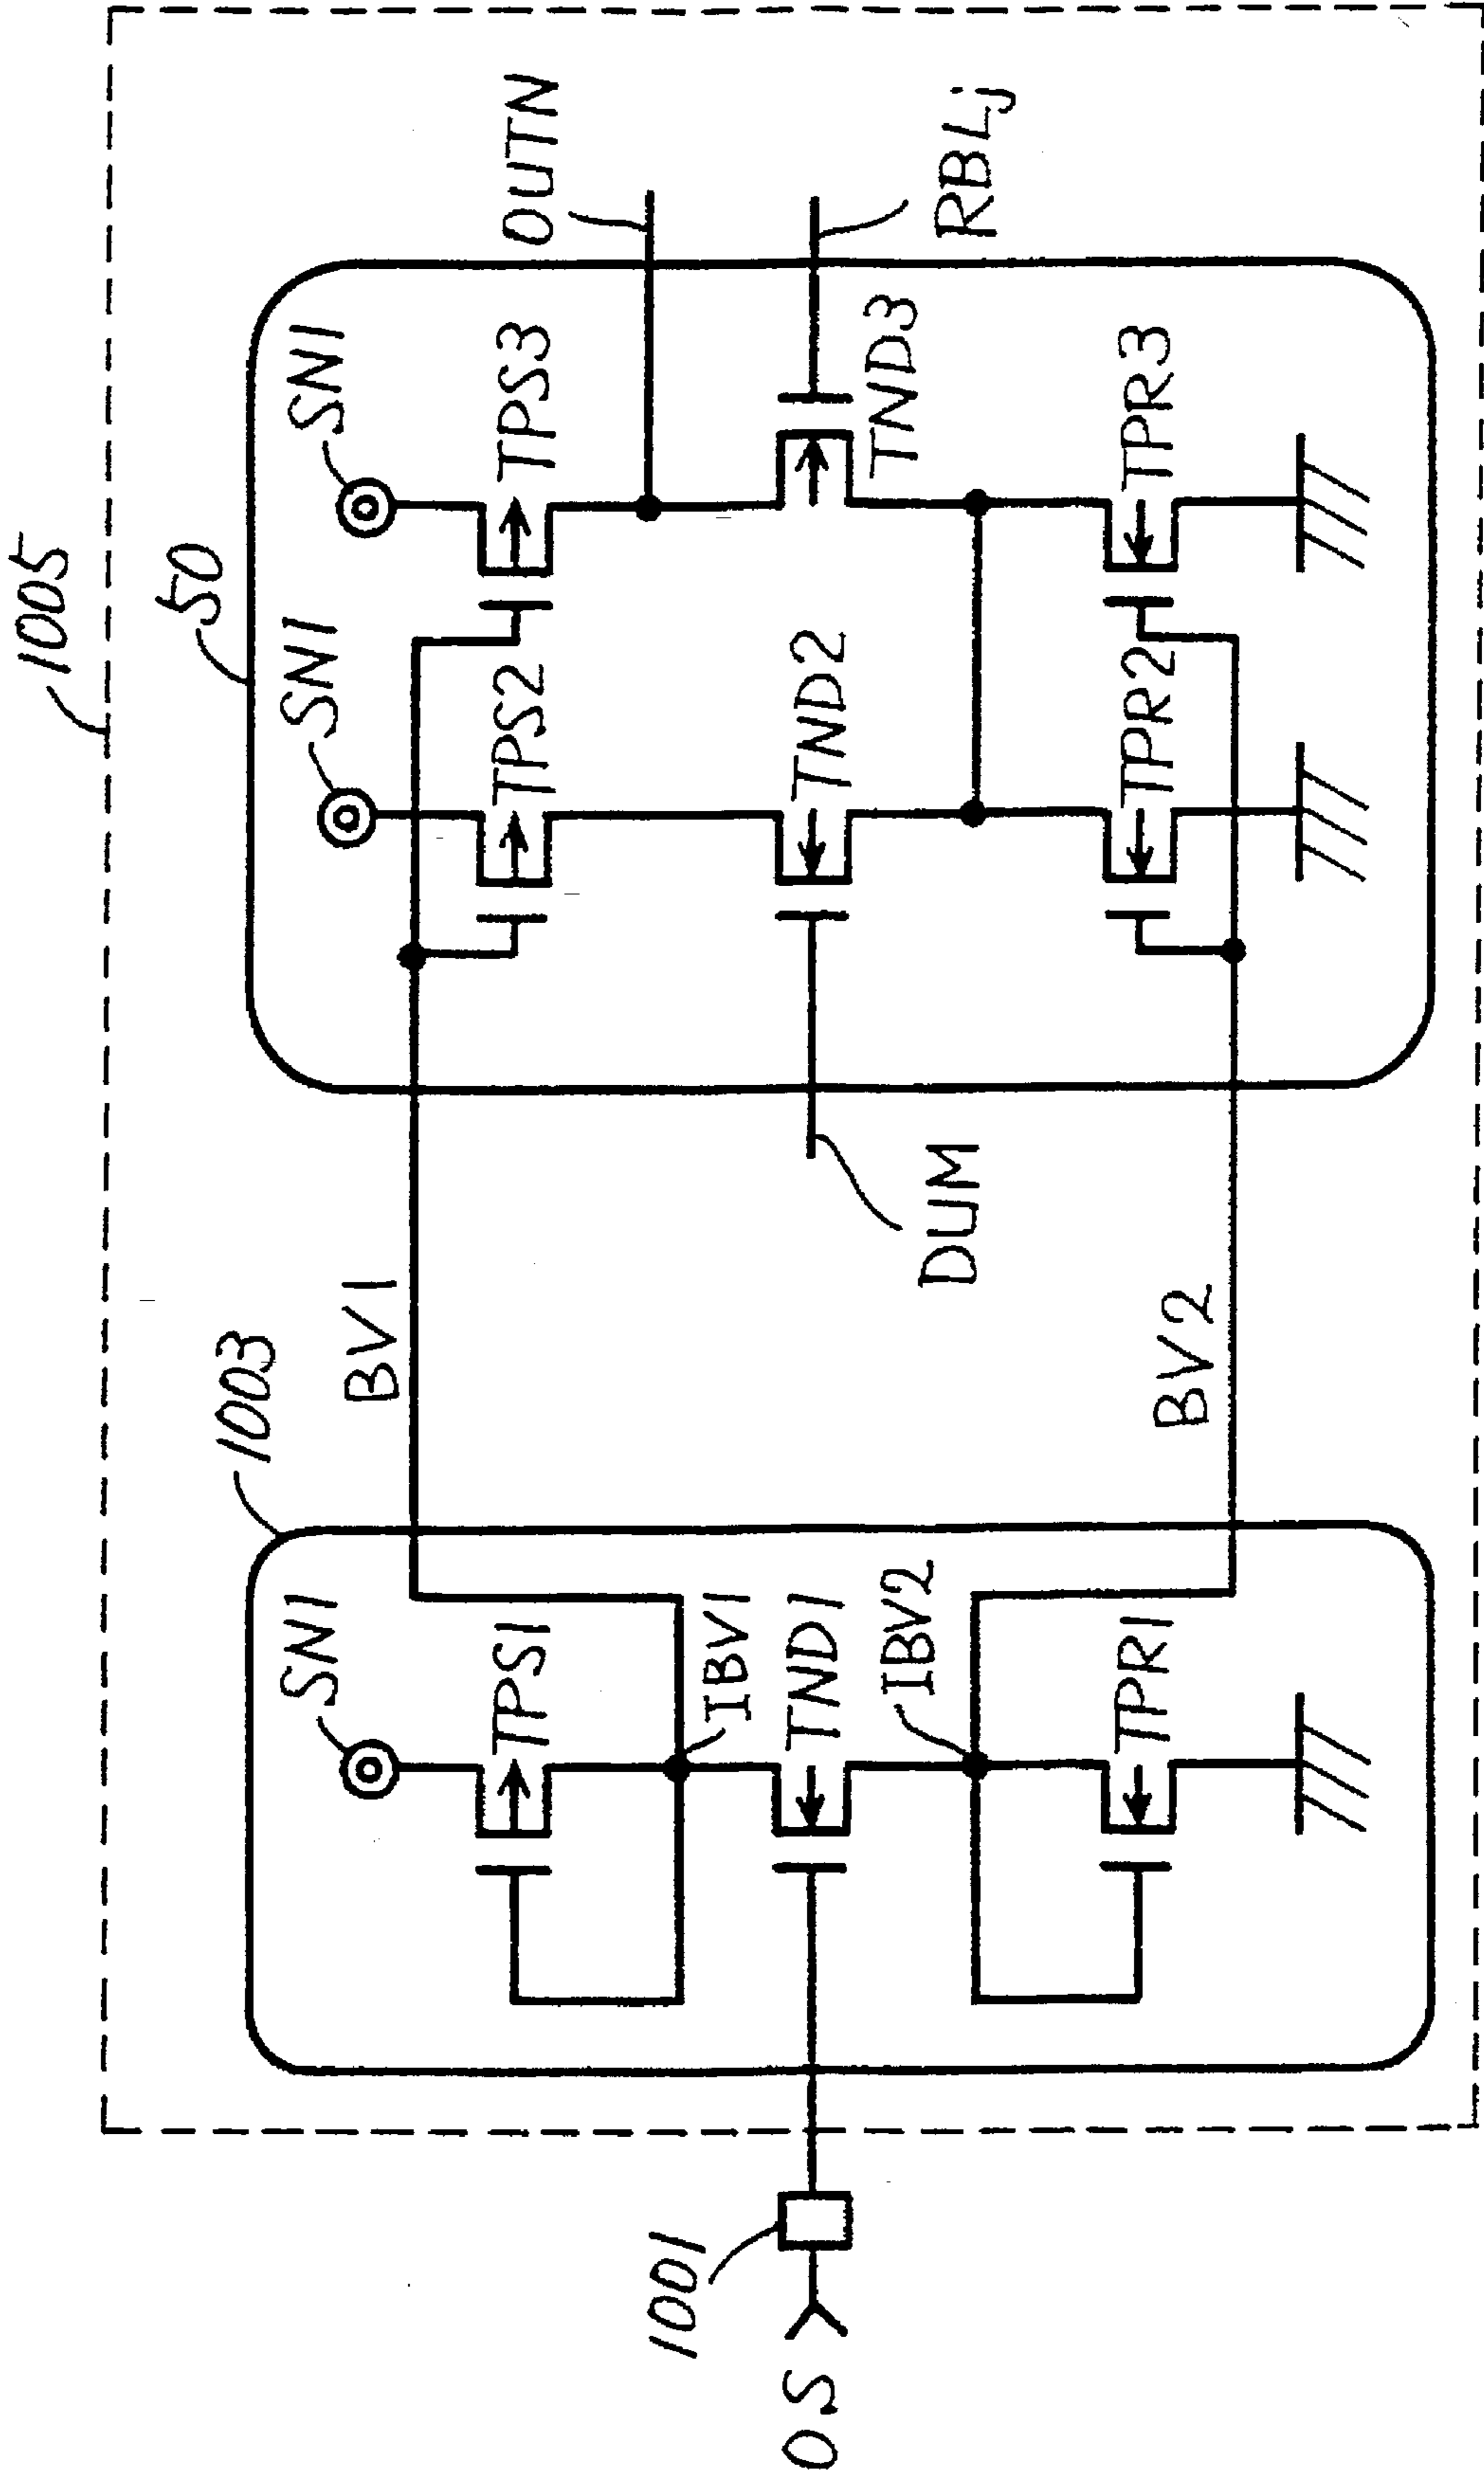 1005
50
1003
SN1
SN1
SN1
TPS1
TPS2
TPS3
OUTN
BV1
IBV1
TND1
TND2
TND3
RBLj
DUM
IBV2
TPR1
TPR2
TPR3
BV2
1001
OS